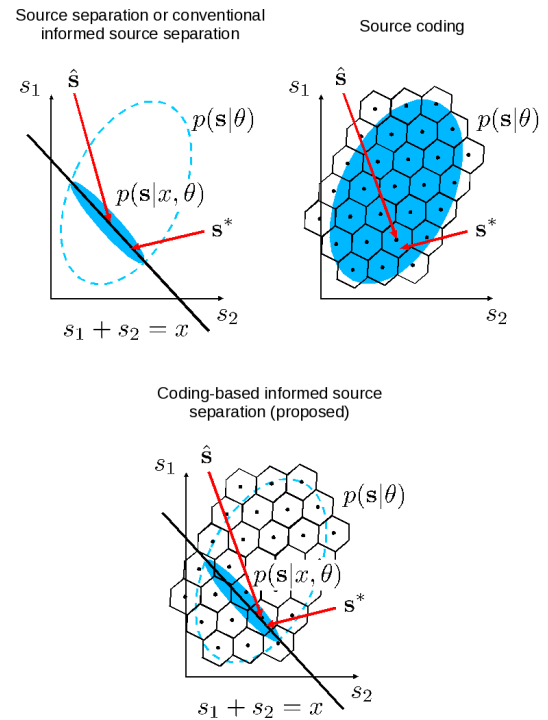 Source separation or conventional
informed source separation
Source coding
s₁
ŝ
p(s|θ)
p(s|x, θ)
s*
s₂
s₁ + s₂ = x
s₁
ŝ
p(s|θ)
s*
s₂
Coding-based informed source
separation (proposed)
s₁
ŝ
p(s|θ)
p(s|x, θ)
s*
s₂
s₁ + s₂ = x